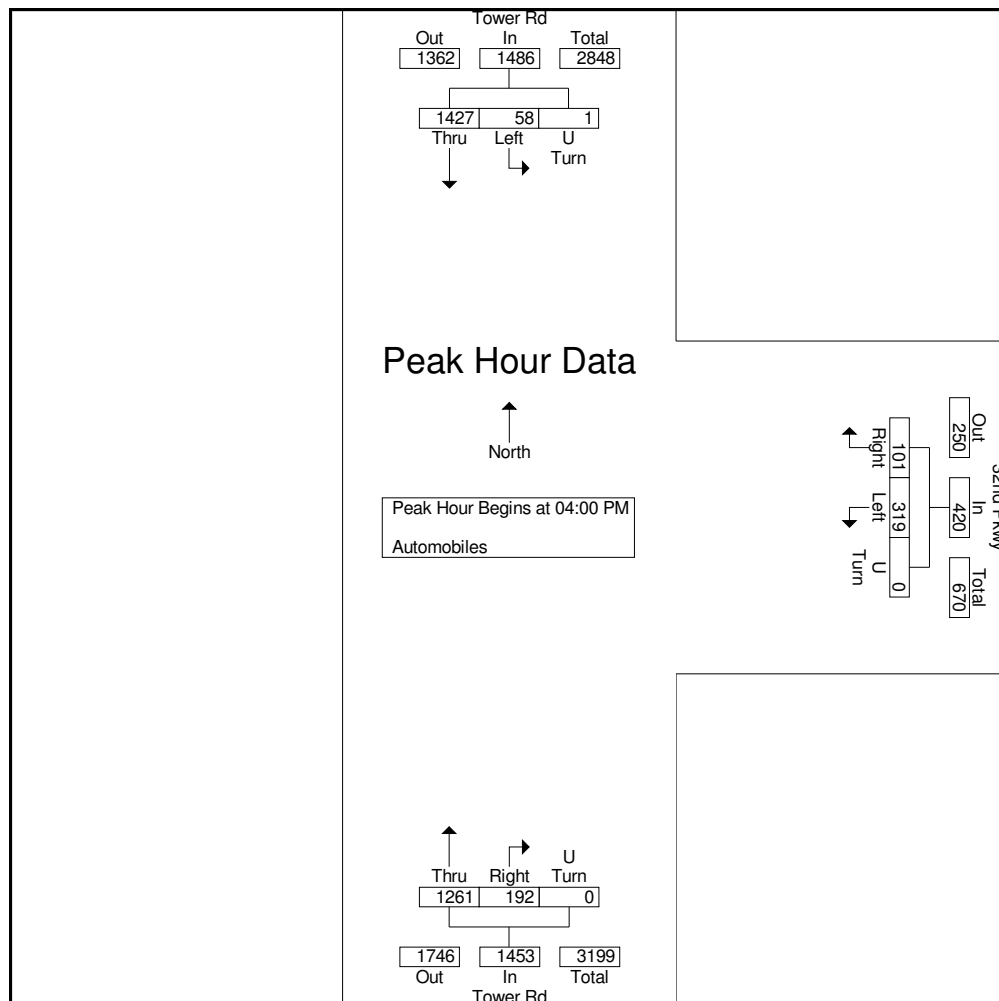 Tower Rd
Out In Total
1362 1486 2848
1427 58 1
Thru Left U
Turn
Peak Hour Data
North
Peak Hour Begins at 04:00 PM
Automobiles
Out In Total
250 420 670
101 319 0
Right Left U
Turn
U
Thru Right Turn
1261 192 0
1746 1453 3199
Out In Total
Tower Rd